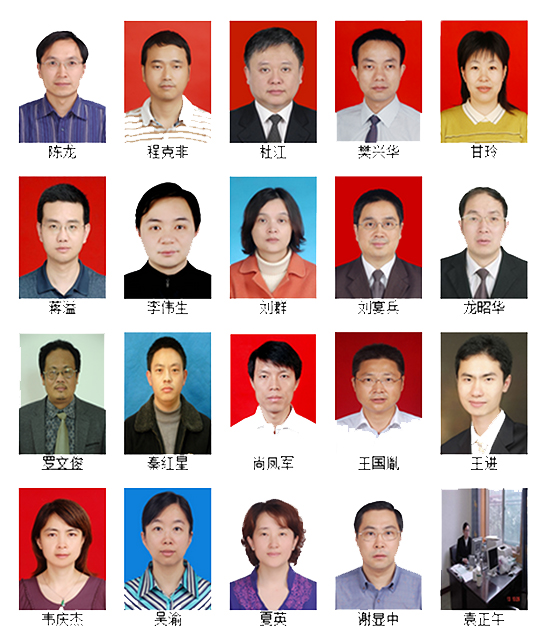 陈龙
程克非
杜江
樊兴华
甘玲
蒋溢
李伟生
刘群
刘宴兵
龙昭华
罗文俊
秦红星
尚凤军
王国胤
王进
韦庆杰
吴渝
夏英
谢显中
袁正午